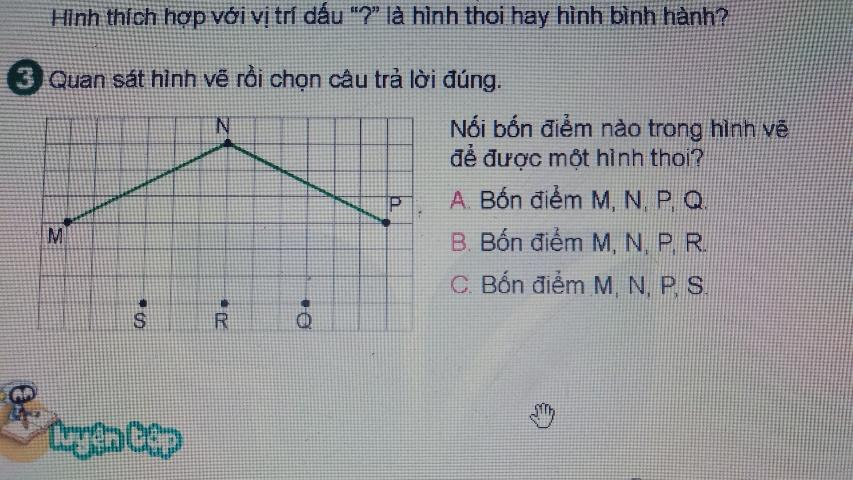 Hình thích hợp với vị trí dấu "?" là hình thoi hay hình bình hành?
3 Quan sát hình vẽ rồi chọn câu trả lời đúng.
N
P
M
S R Q
Nối bốn điểm nào trong hình vẽ
để được một hình thoi?
A. Bốn điểm M, N, P, Q.
B. Bốn điểm M, N, P, R.
C. Bốn điểm M, N, P, S.
luyện tập